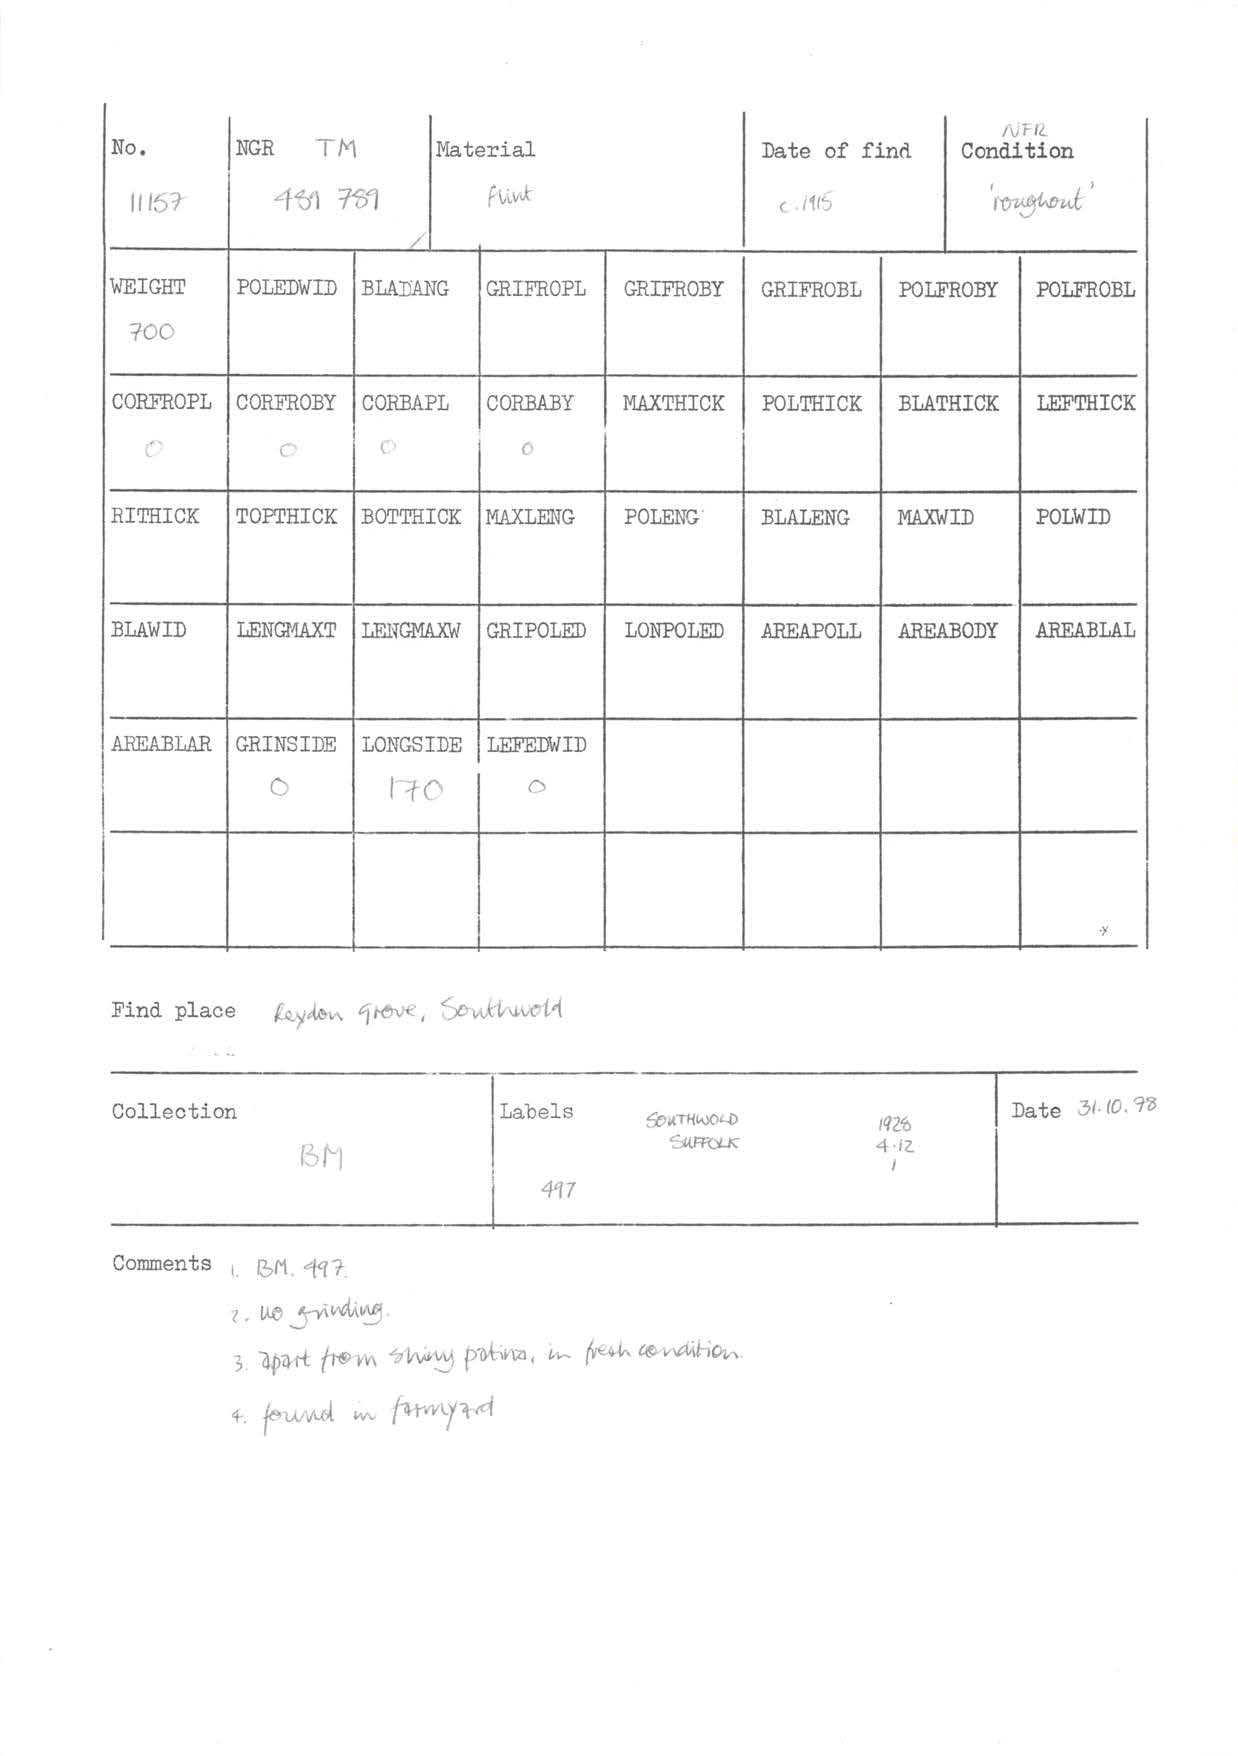 NFR
No. NGR TM Material Date of find Condition
11157 489 789 Flint c. 1915 'roughout'
WEIGHT POLEDWID BLADANG GRIFROPL GRIFROBY GRIFROBL POLFROBY POLFROBL
700
CORFROPL CORFROBY CORBAPL CORBABY MAXTHICK POLTHICK BLATHICK LEFTHICK
0 0 0 0
RITHICK TOPTHICK BOTTHICK MAXLENG POLENG BLALENG MAXWID POLWID
BLAWID LENGMAXT LENGMAXW GRIPOLED LONPOLED AREAPOLL AREABODY AREABLAL
AREABLAR GRINSIDE LONGSIDE LEFEDWID
0 170 0
Find place Reydon Grove, Southwold
Collection Labels SOUTHWOLD 1928 Date 31.10.98
BM SUFFOLK 4.12
1
497
Comments 1. BM. 497.
2. no grinding.
3. apart from shiny patina, in fresh condition.
4. found in farmyard